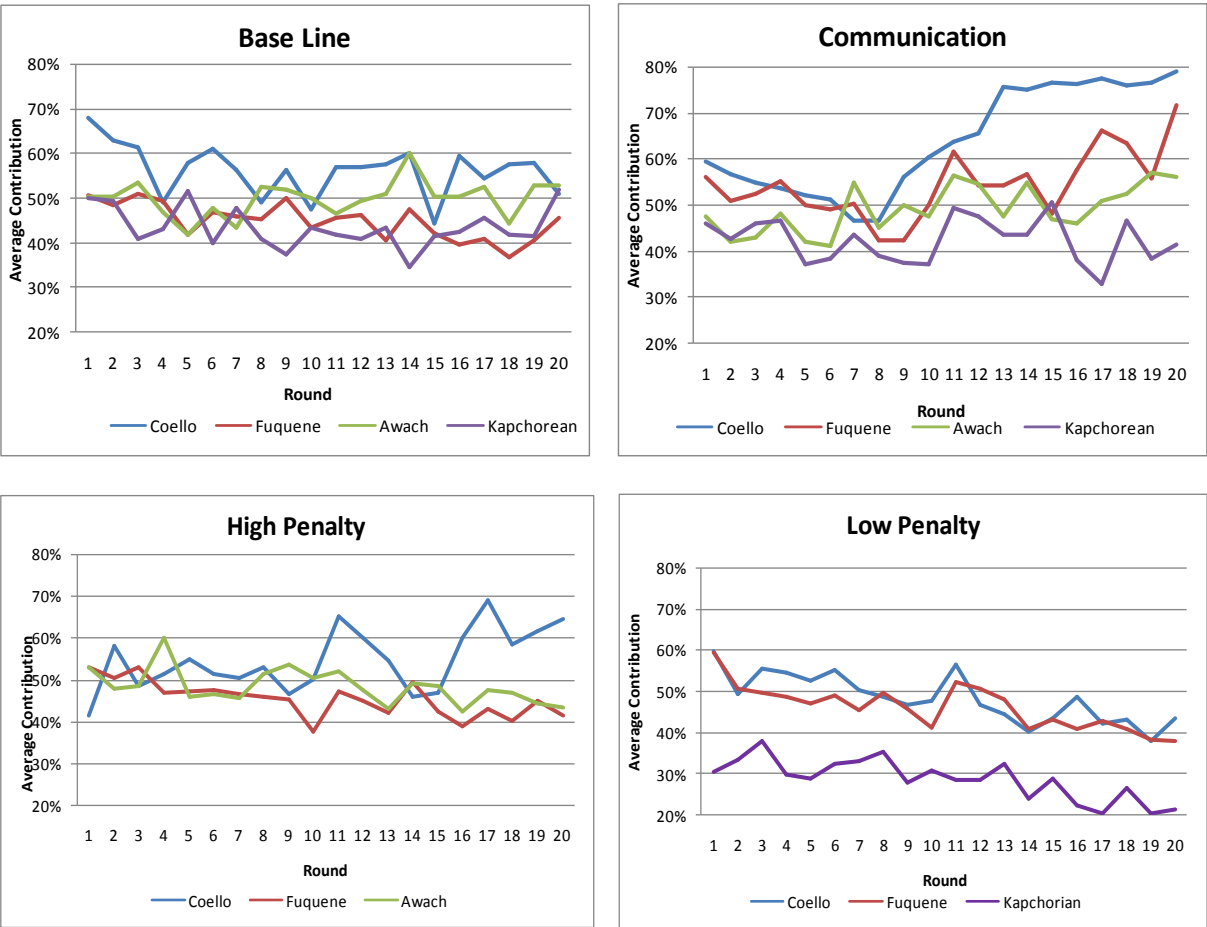 Base Line
Average Contribution
80%
70%
60%
50%
40%
30%
20%
1 2 3 4 5 6 7 8 9 10 11 12 13 14 15 16 17 18 19 20
Round
Coello Fuquene Awach Kapchorean
Communication
Average Contribution
80%
70%
60%
50%
40%
30%
20%
1 2 3 4 5 6 7 8 9 10 11 12 13 14 15 16 17 18 19 20
Round
Coello Fuquene Awach Kapchorean
High Penalty
Average Contribution
80%
70%
60%
50%
40%
30%
20%
1 2 3 4 5 6 7 8 9 10 11 12 13 14 15 16 17 18 19 20
Round
Coello Fuquene Awach
Low Penalty
Average Contribution
80%
70%
60%
50%
40%
30%
20%
1 2 3 4 5 6 7 8 9 10 11 12 13 14 15 16 17 18 19 20
Round
Coello Fuquene Kapchorian